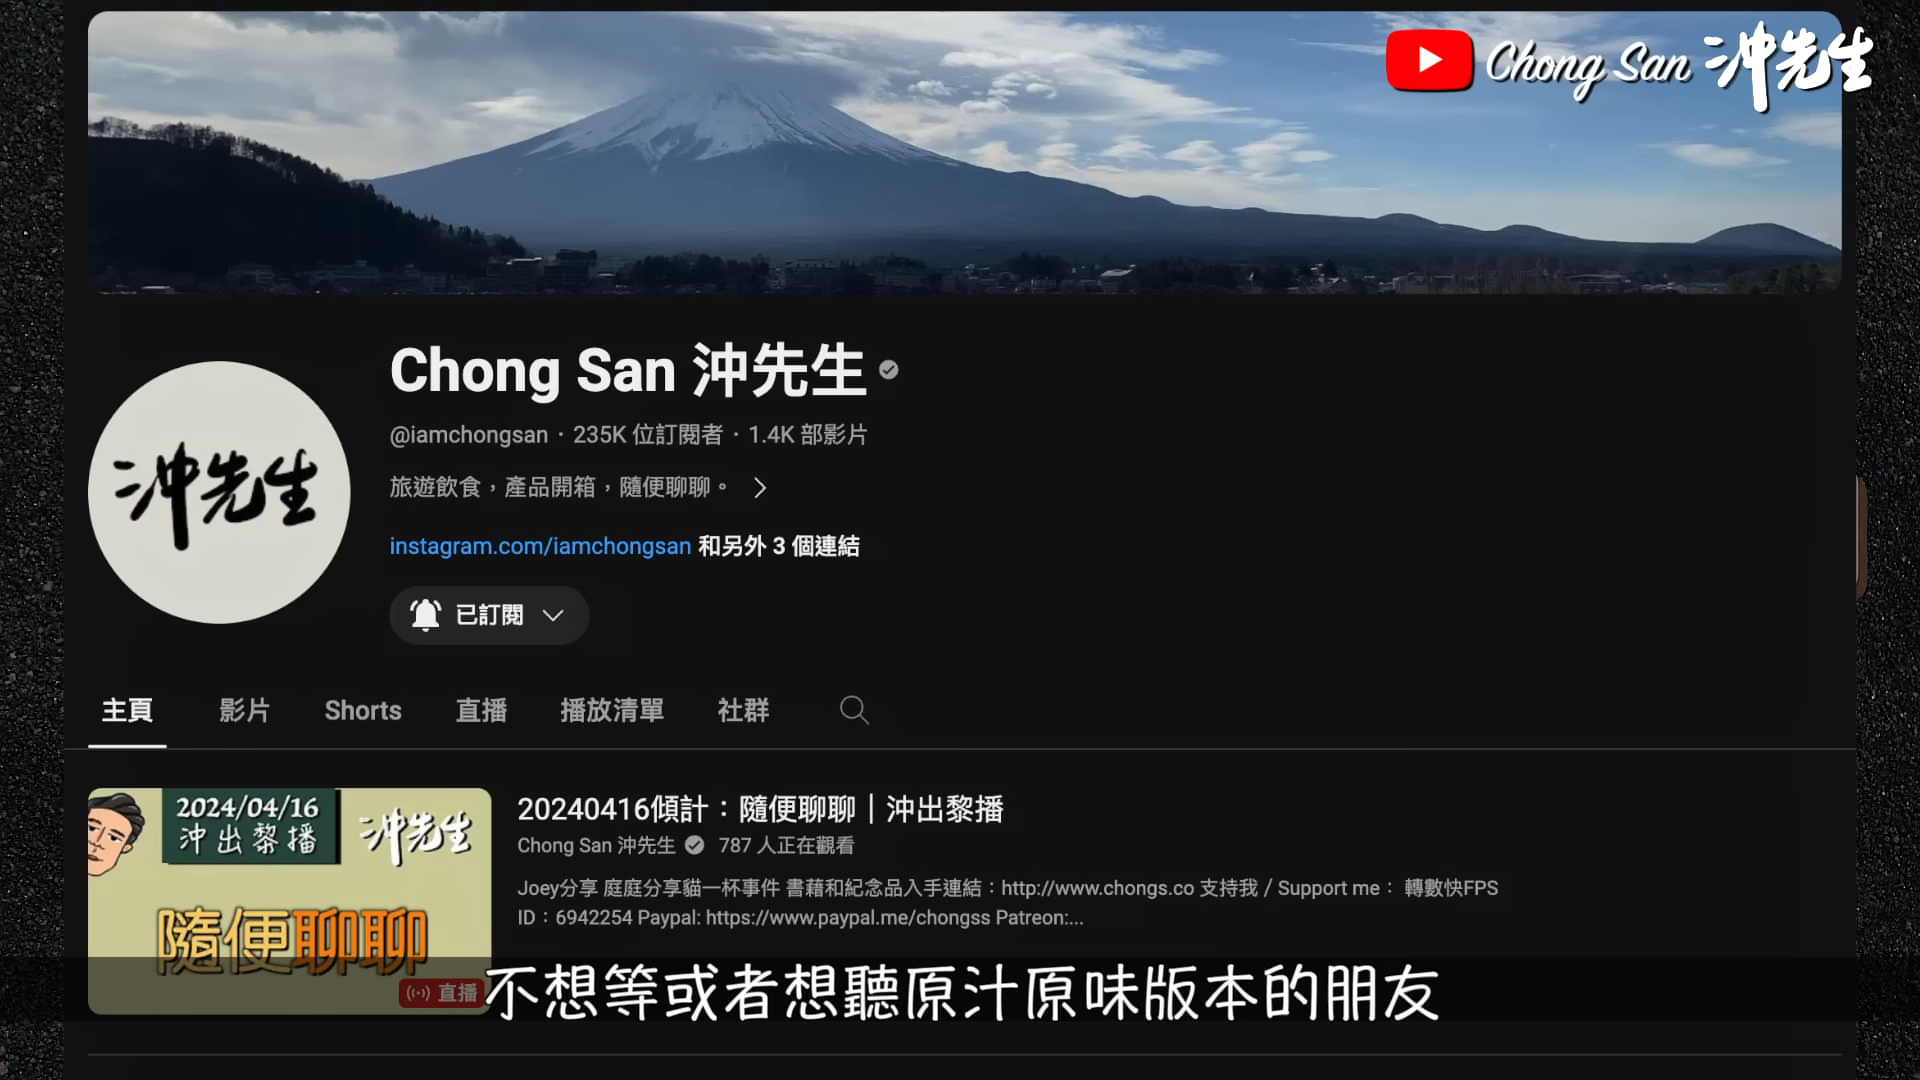 Chong San 沖先生
沖先生
Chong San 沖先生
@iamchongsan · 235K 位訂閱者 · 1.4K 部影片
旅遊飲食，產品開箱，隨便聊聊。
instagram.com/iamchongsan 和另外 3 個連結
已訂閱
主頁 影片 Shorts 直播 播放清單 社群
2024/04/16
沖出黎播
沖先生
隨便聊聊
直播
20240416傾計：隨便聊聊｜沖出黎播
Chong San 沖先生 787 人正在觀看
Joey分享 庭庭分享貓一杯事件 書藉和紀念品入手連結：http://www.chongs.co 支持我 / Support me： 轉數快FPS
ID：6942254 Paypal: https://www.paypal.me/chongss Patreon:...
不想等或者想聽原汁原味版本的朋友